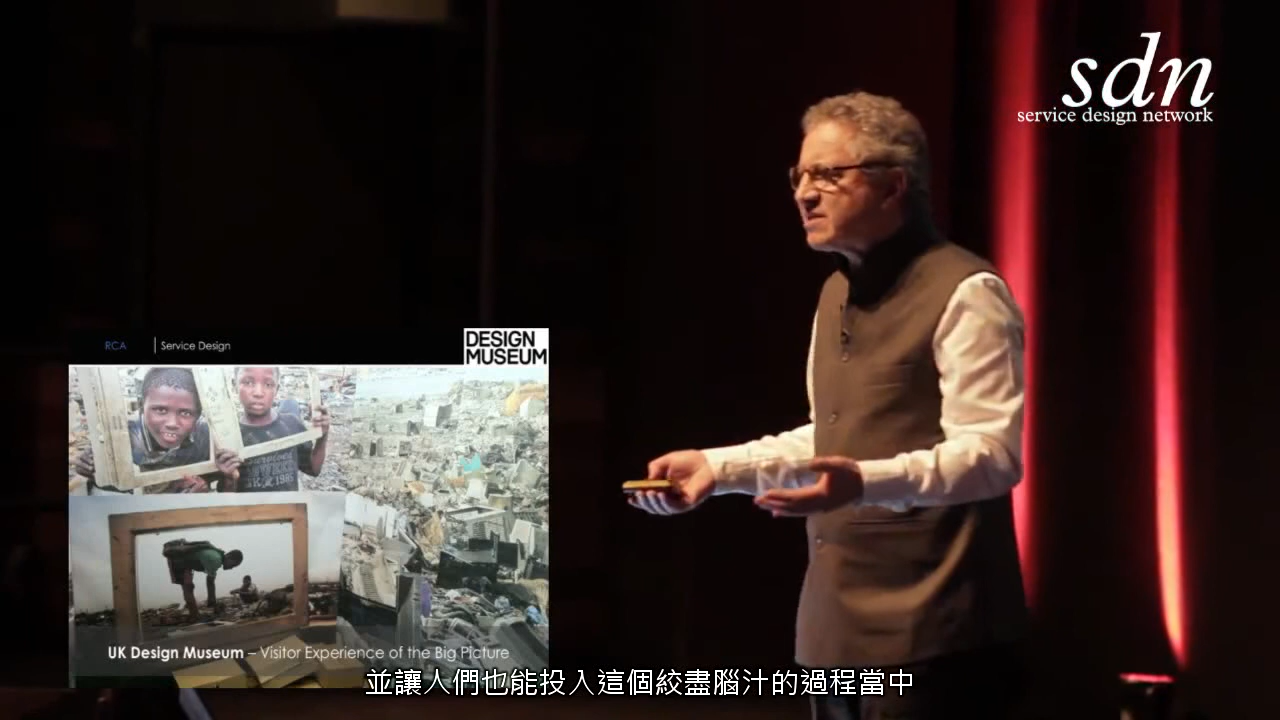 sdn
service design network
RCA | Service Design
DESIGN
MUSEUM
UK Design Museum – Visitor Experience of the Big Picture
並讓人們也能投入這個絞盡腦汁的過程當中